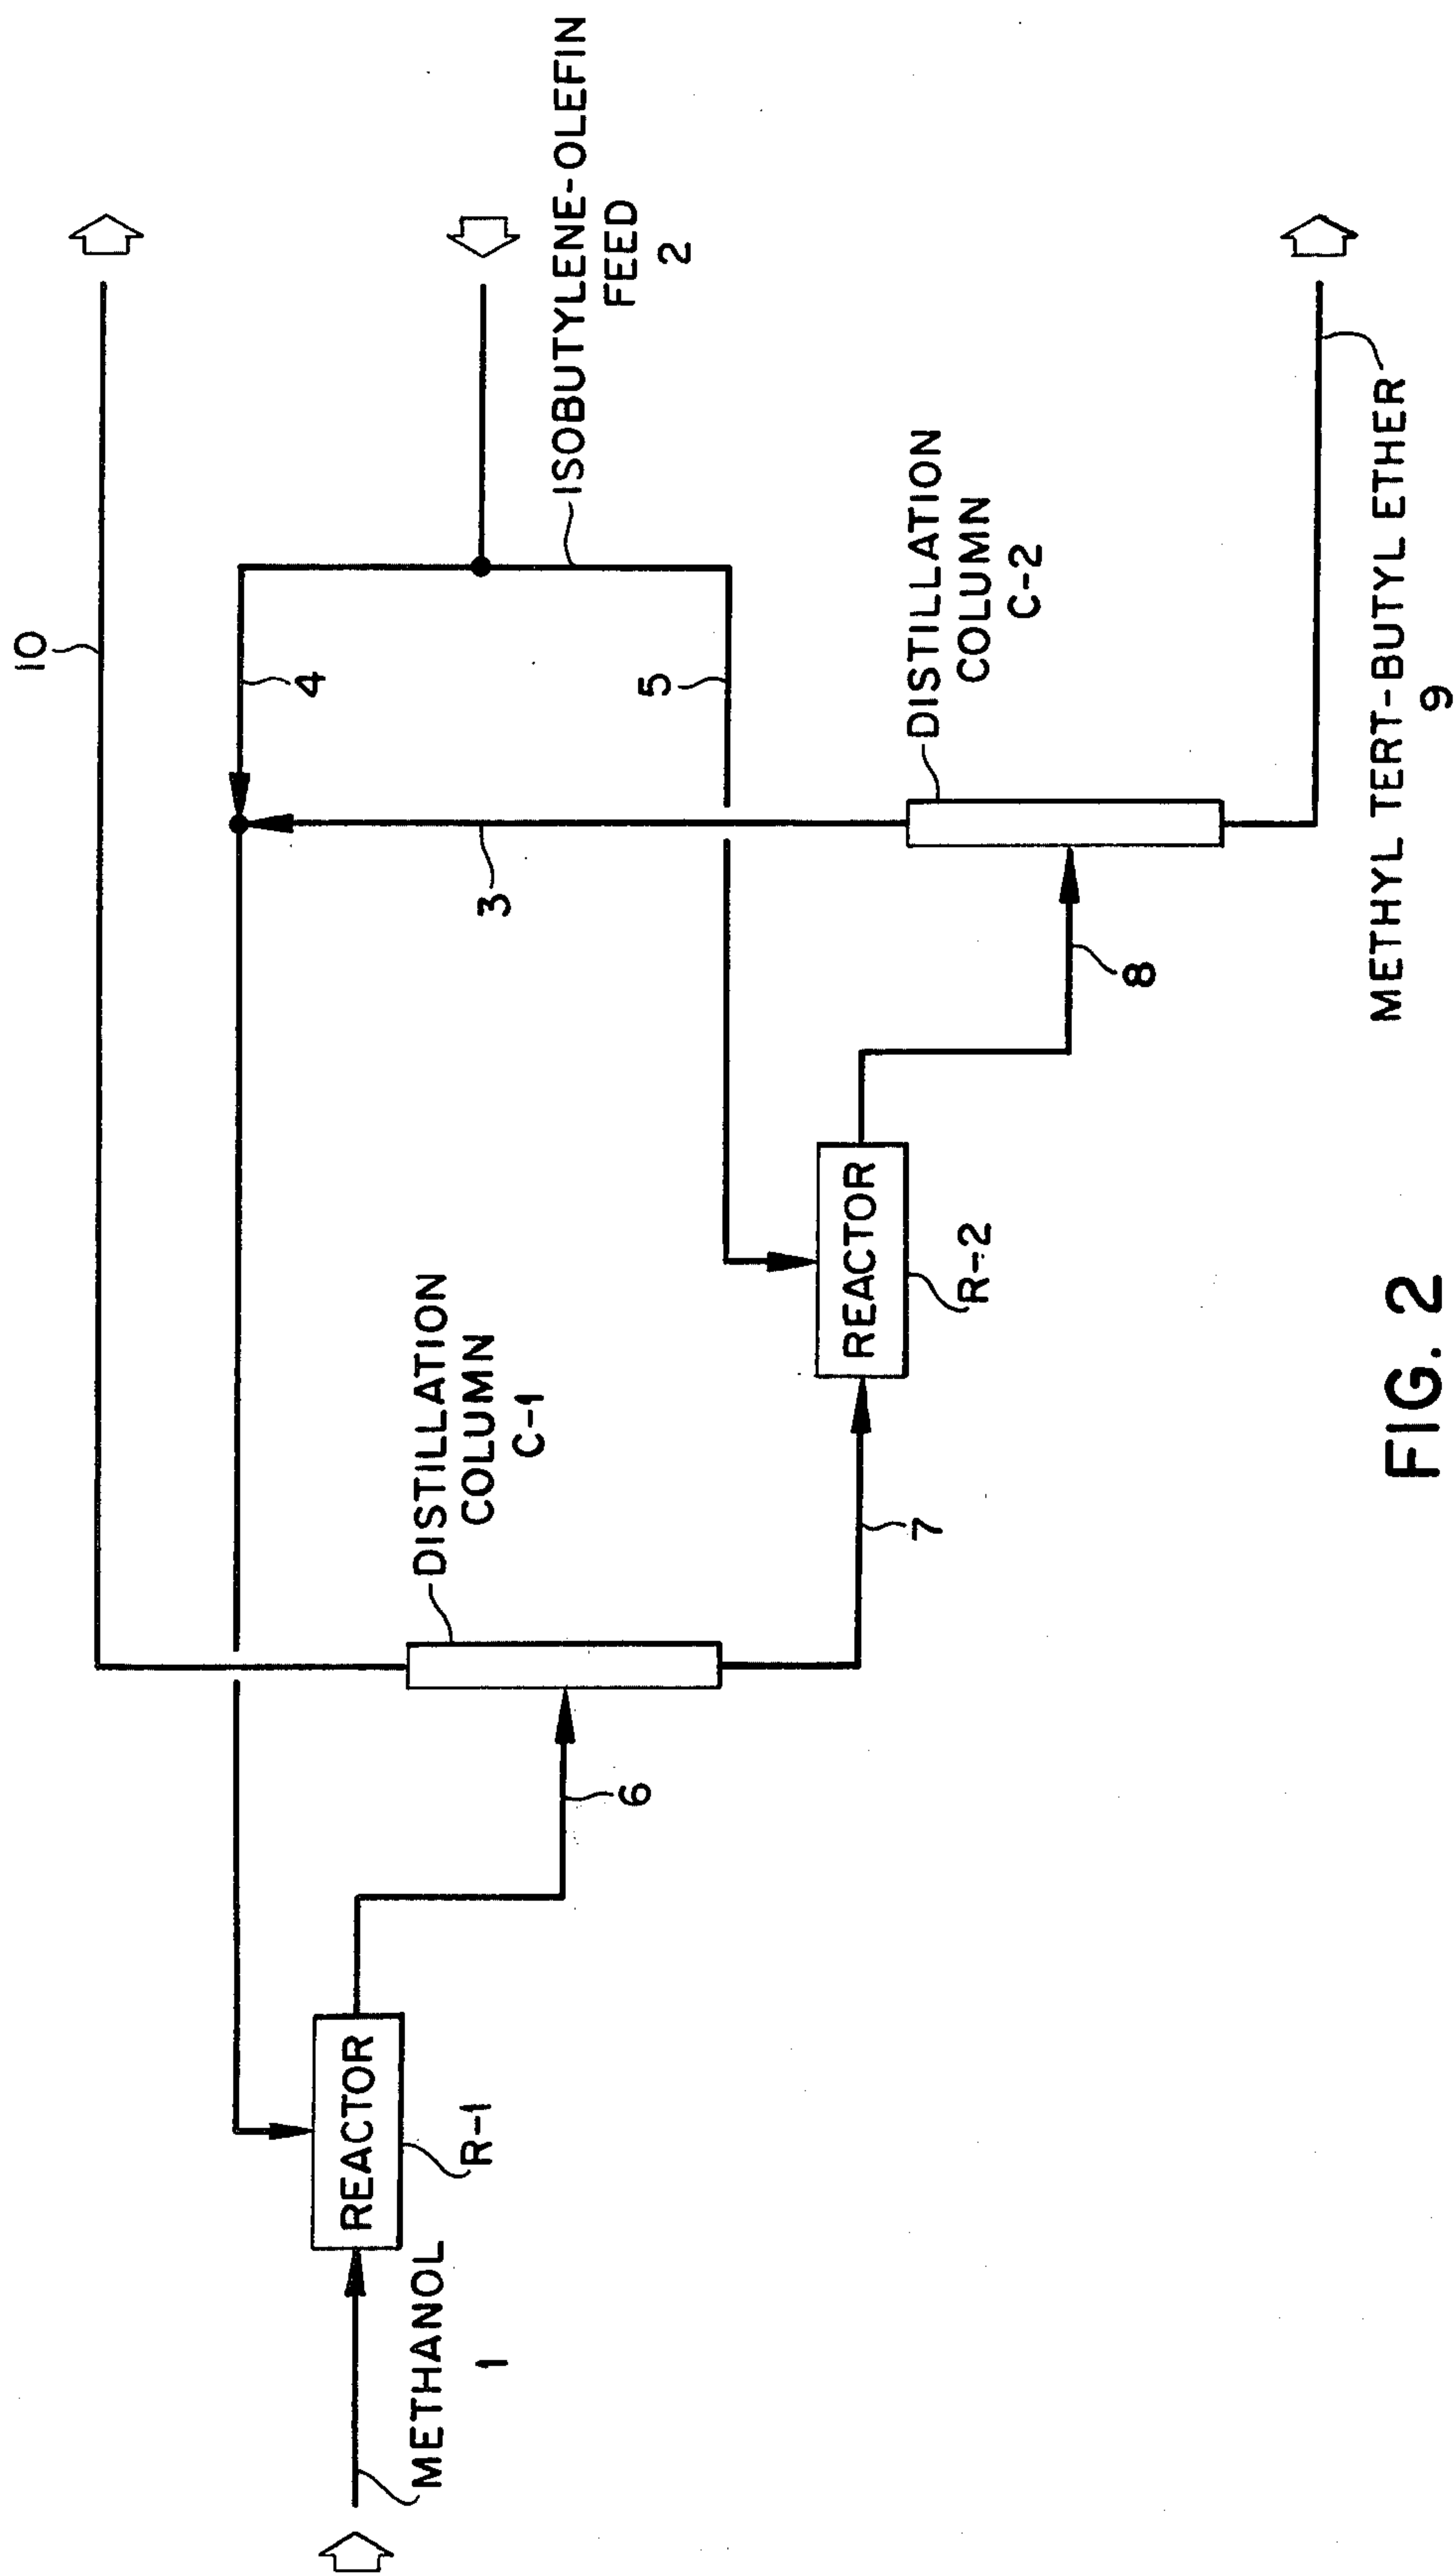 10
4
3
5
ISOBUTYLENE-OLEFIN
FEED
2
DISTILLATION
COLUMN
C-1
DISTILLATION
COLUMN
C-2
REACTOR
R-1
METHANOL
1
6
7
REACTOR
R-2
8
METHYL TERT-BUTYL ETHER
9
FIG. 2